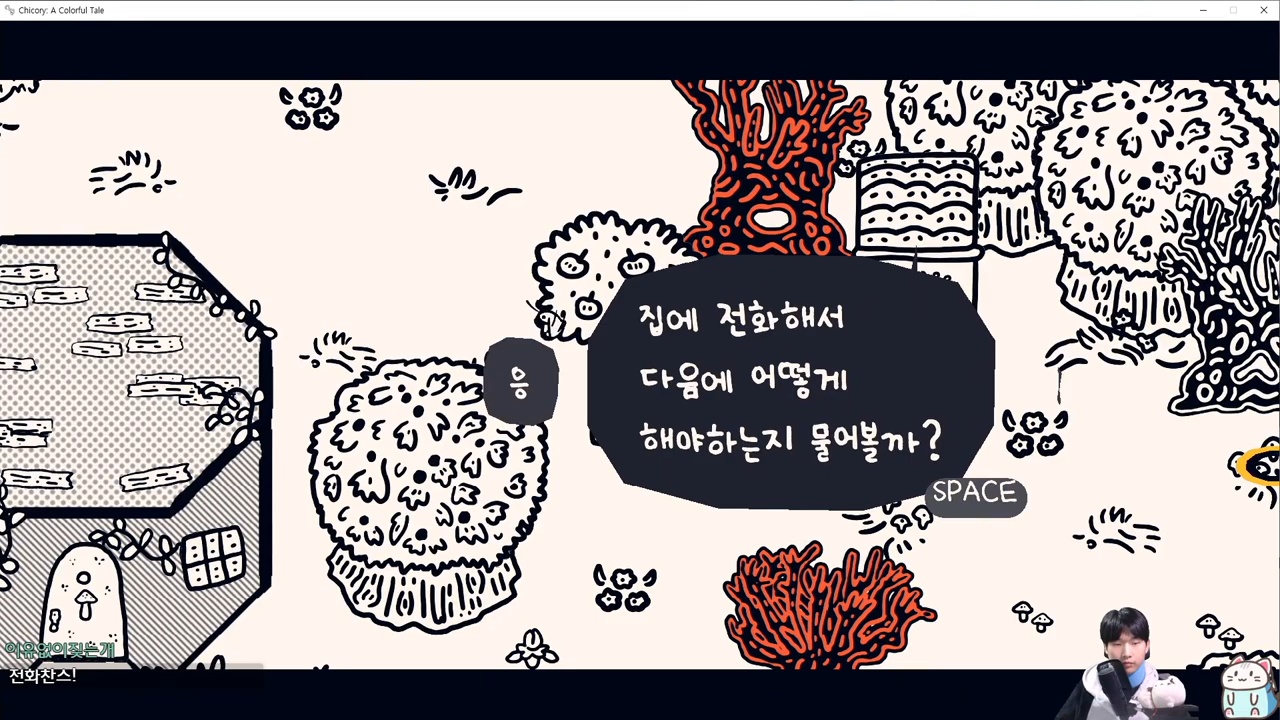 Chicory: A Colorful Tale
집에 전화해서
다음에 어떻게
해야하는지 물어볼까?
응
SPACE
이유없이짖는개
전화찬스!